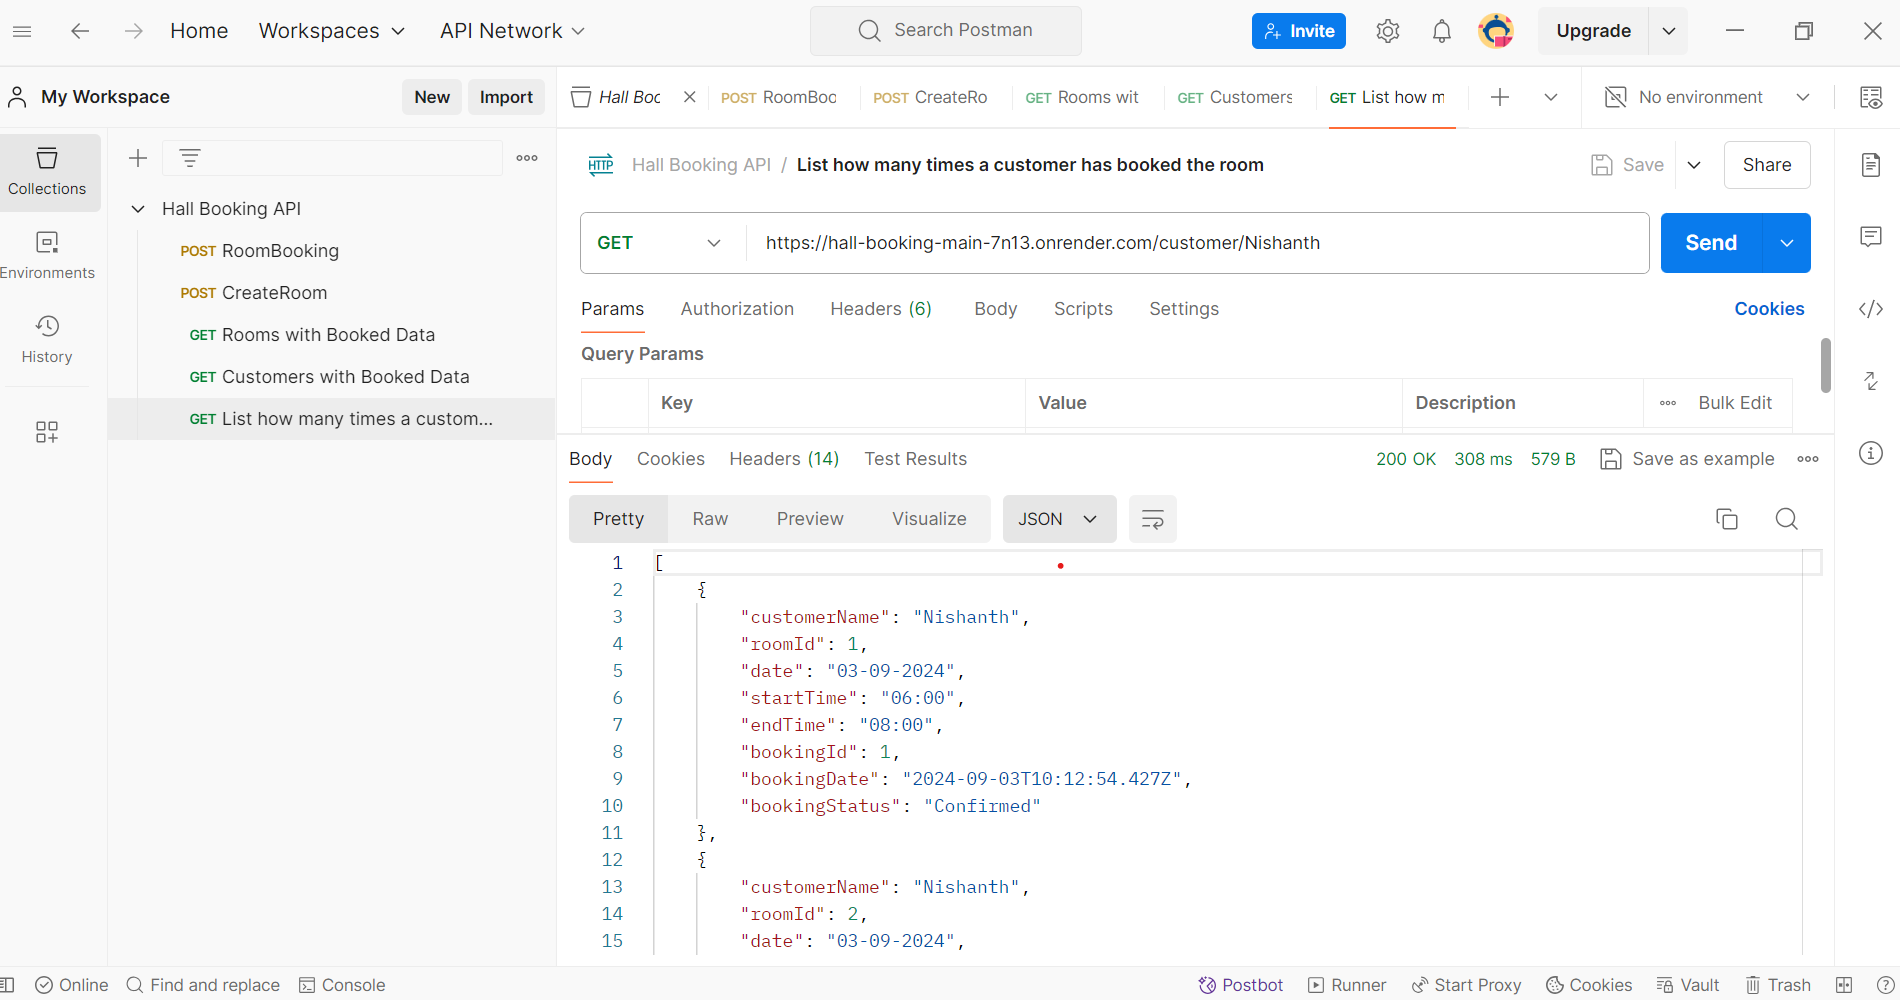 Home Workspaces API Network Search Postman Invite Upgrade
My Workspace New Import
Hall Boo POST RoomBoo POST CreateRo GET Rooms wit GET Customers GET List how m No environment
Collections
Environments
History
Hall Booking API
POST RoomBooking
POST CreateRoom
GET Rooms with Booked Data
GET Customers with Booked Data
GET List how many times a custom...
HTTP Hall Booking API / List how many times a customer has booked the room Save Share
GET https://hall-booking-main-7n13.onrender.com/customer/Nishanth Send
Params Authorization Headers (6) Body Scripts Settings Cookies
Query Params
Key Value Description Bulk Edit
Body Cookies Headers (14) Test Results 200 OK 308 ms 579 B Save as example
Pretty Raw Preview Visualize JSON
1 [
2 {
3 "customerName": "Nishanth",
4 "roomId": 1,
5 "date": "03-09-2024",
6 "startTime": "06:00",
7 "endTime": "08:00",
8 "bookingId": 1,
9 "bookingDate": "2024-09-03T10:12:54.427Z",
10 "bookingStatus": "Confirmed"
11 },
12 {
13 "customerName": "Nishanth",
14 "roomId": 2,
15 "date": "03-09-2024",
Online Find and replace Console Postbot Runner Start Proxy Cookies Vault Trash